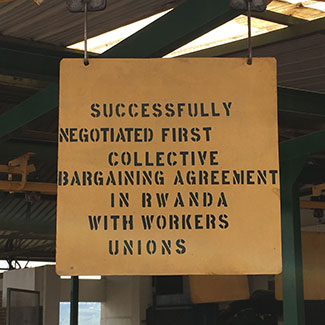 SUCCESSFULLY
NEGOTIATED FIRST
COLLECTIVE
BARGAINING AGREEMENT
IN RWANDA
WITH WORKERS
UNIONS